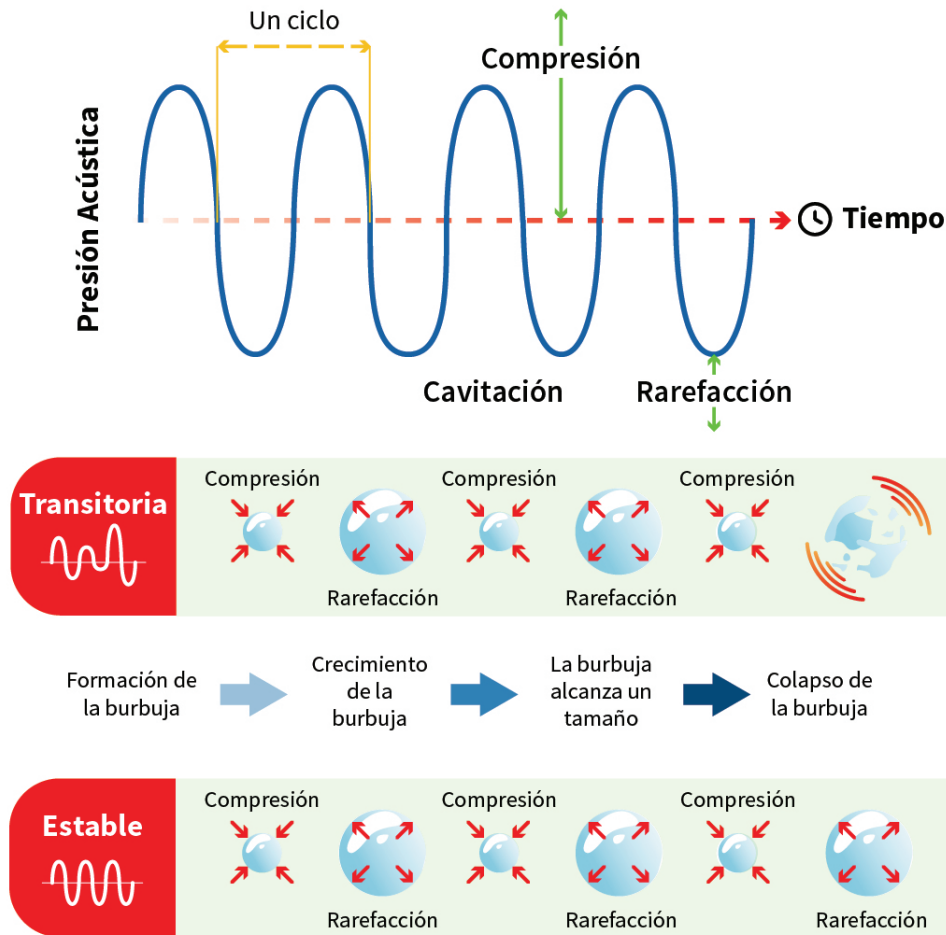 Un ciclo
Compresión
Presión Acústica
Tiempo
Cavitación
Rarefacción
Transitoria
Compresión
Compresión
Compresión
Rarefacción
Rarefacción
Formación de
la burbuja
Crecimiento
de la
burbuja
La burbuja
alcanza un
tamaño
Colapso de
la burbuja
Estable
Compresión
Compresión
Compresión
Rarefacción
Rarefacción
Rarefacción